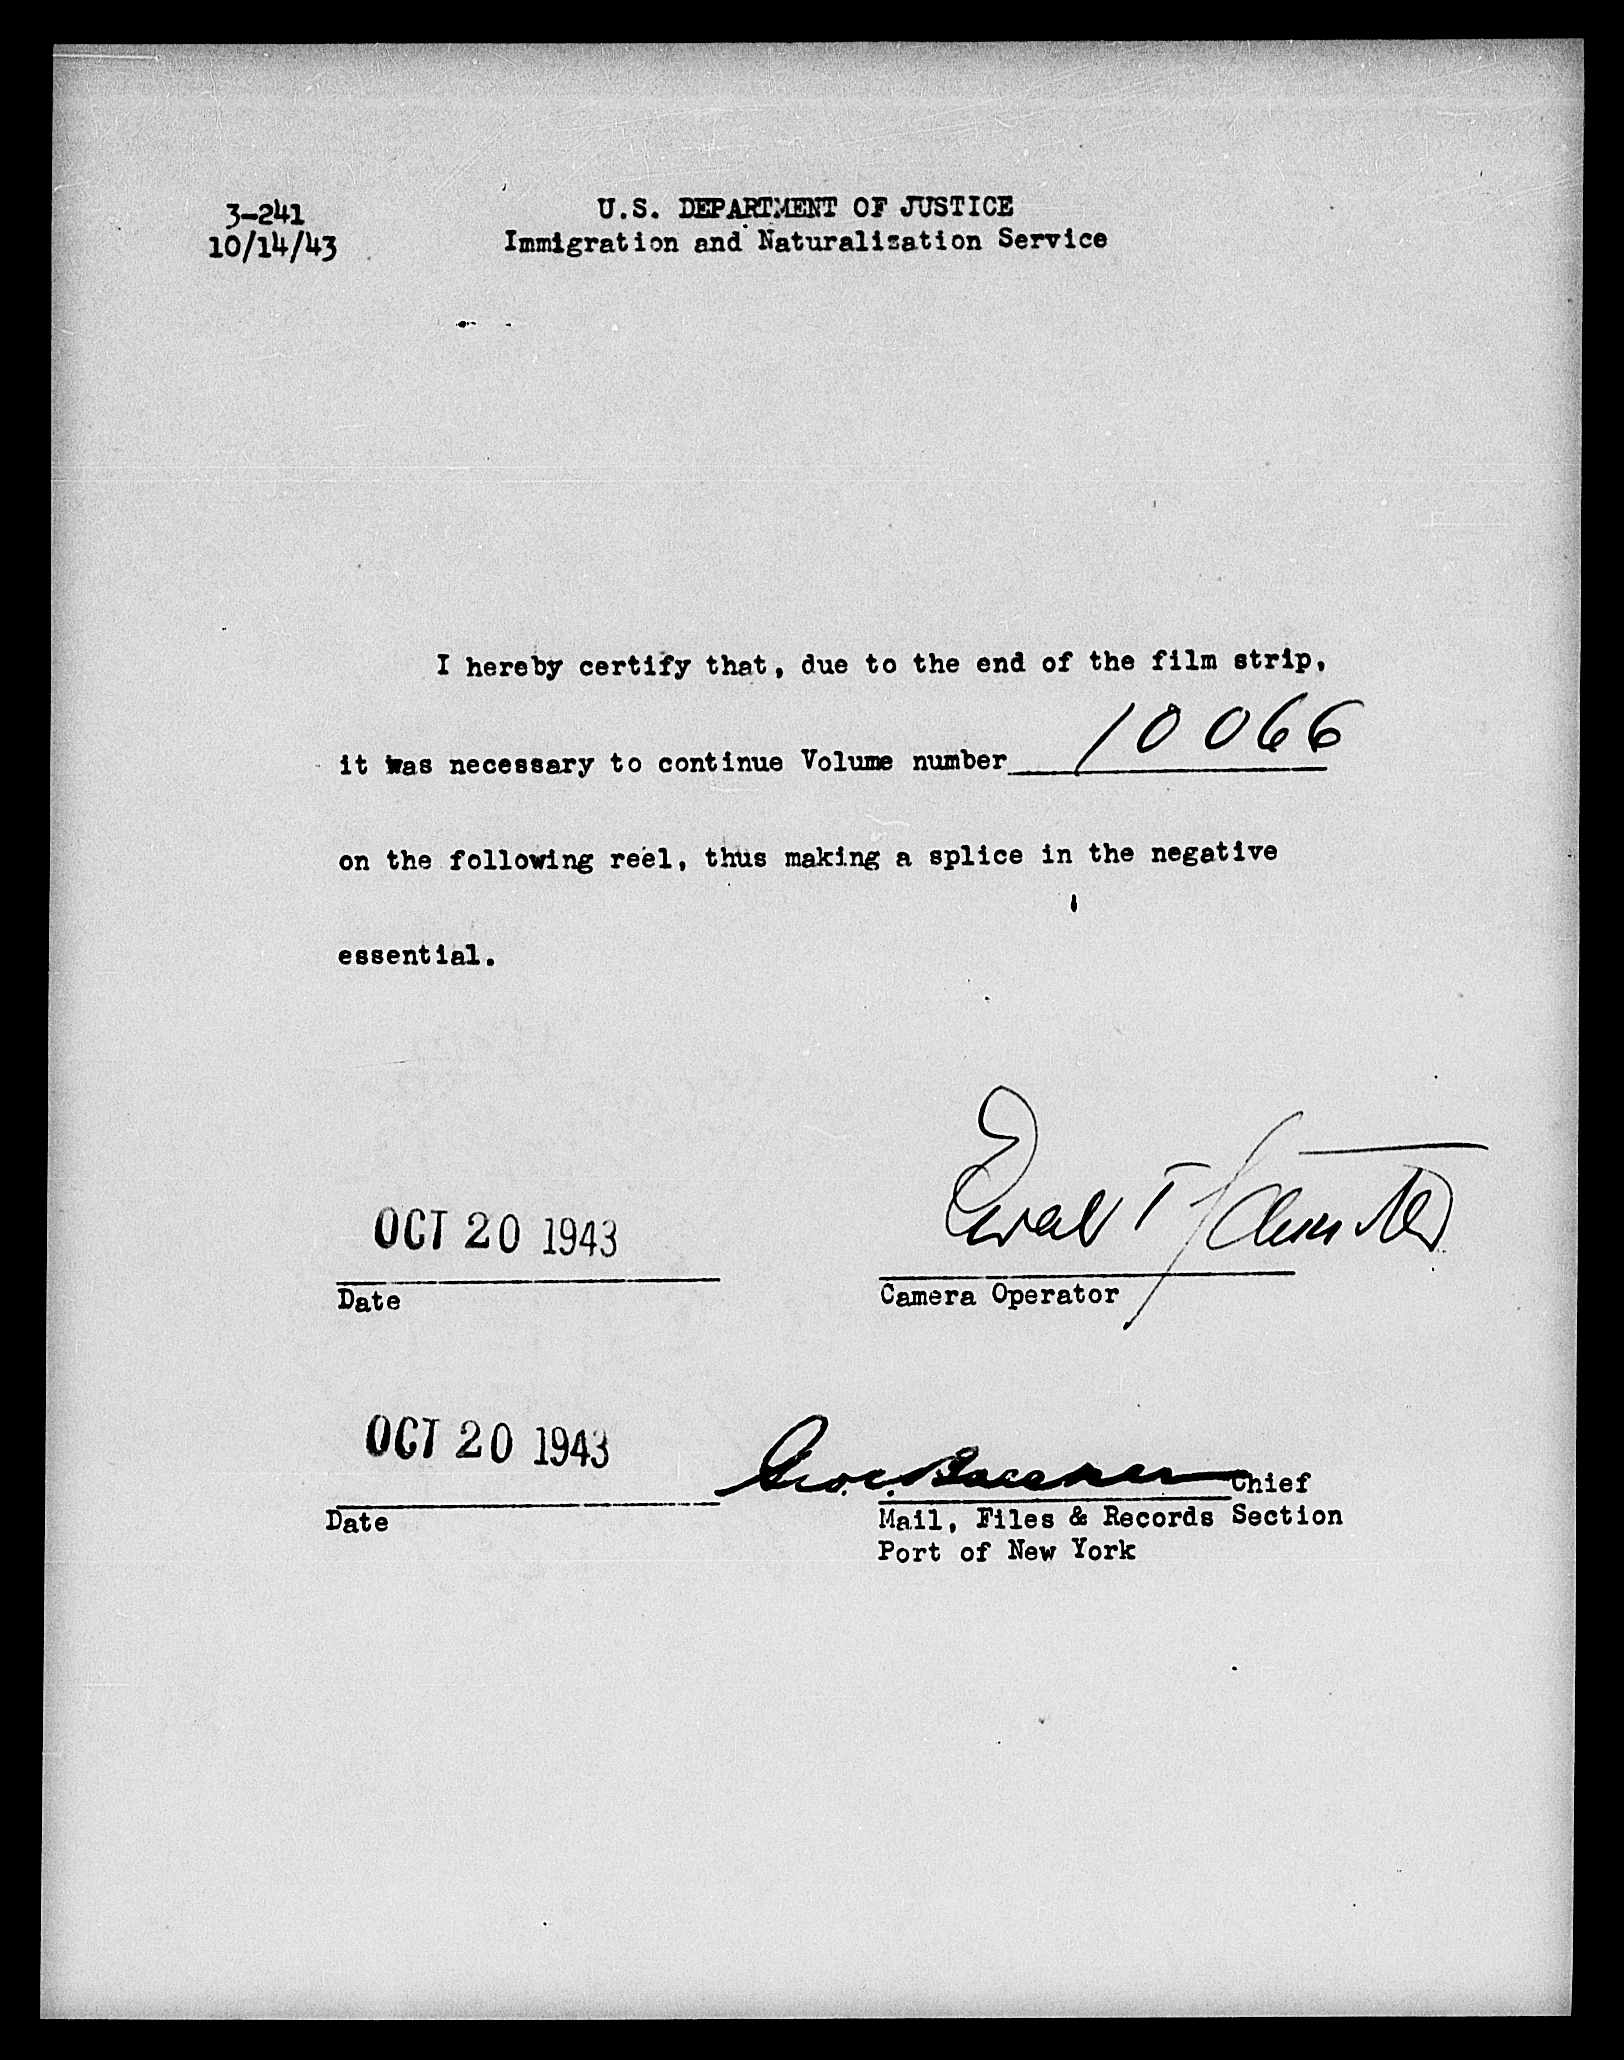 3-241
10/14/43
U.S. DEPARTMENT OF JUSTICE
Immigration and Naturalization Service
I hereby certify that, due to the end of the film strip,
it was necessary to continue Volume number 10066
on the following reel, thus making a splice in the negative
essential.
OCT 20 1943
Date
Camera Operator
OCT 20 1943
Date
Geo. Chief
Mail, Files & Records Section
Port of New York